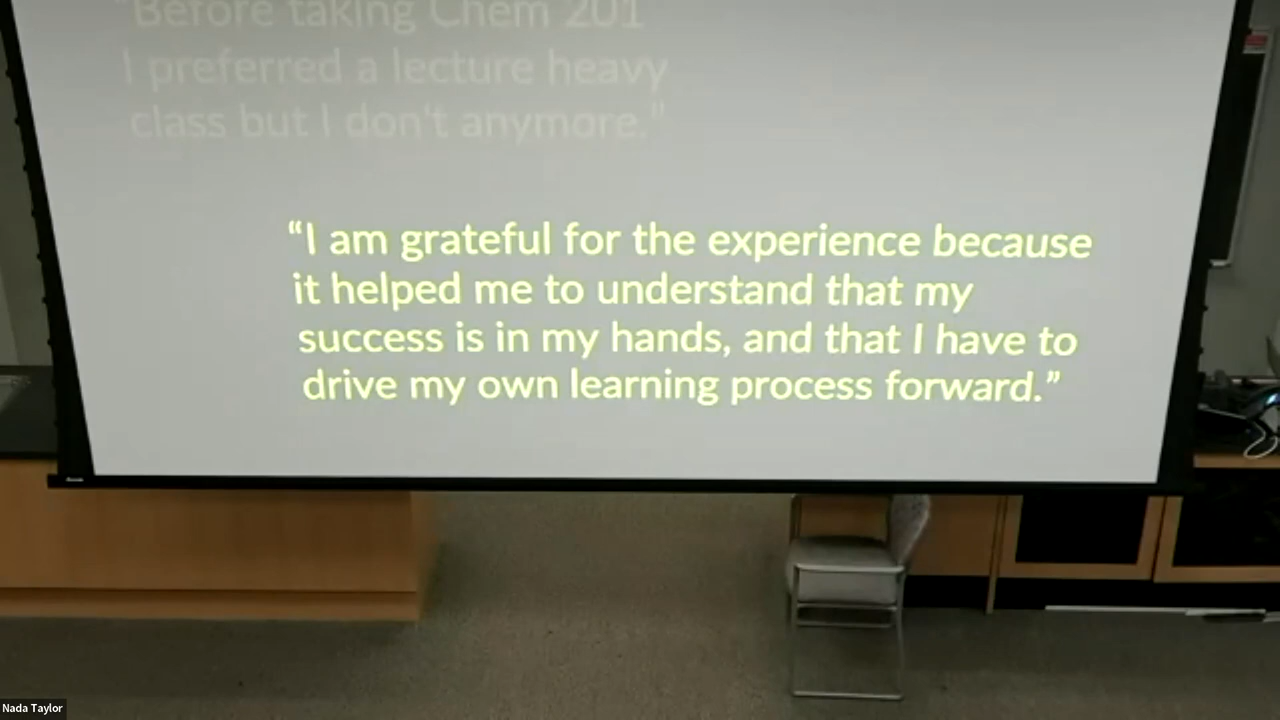 "Before taking Chem 201
I preferred a lecture heavy
class but I don't anymore."
“I am grateful for the experience because
it helped me to understand that my
success is in my hands, and that I have to
drive my own learning process forward.”
Nada Taylor